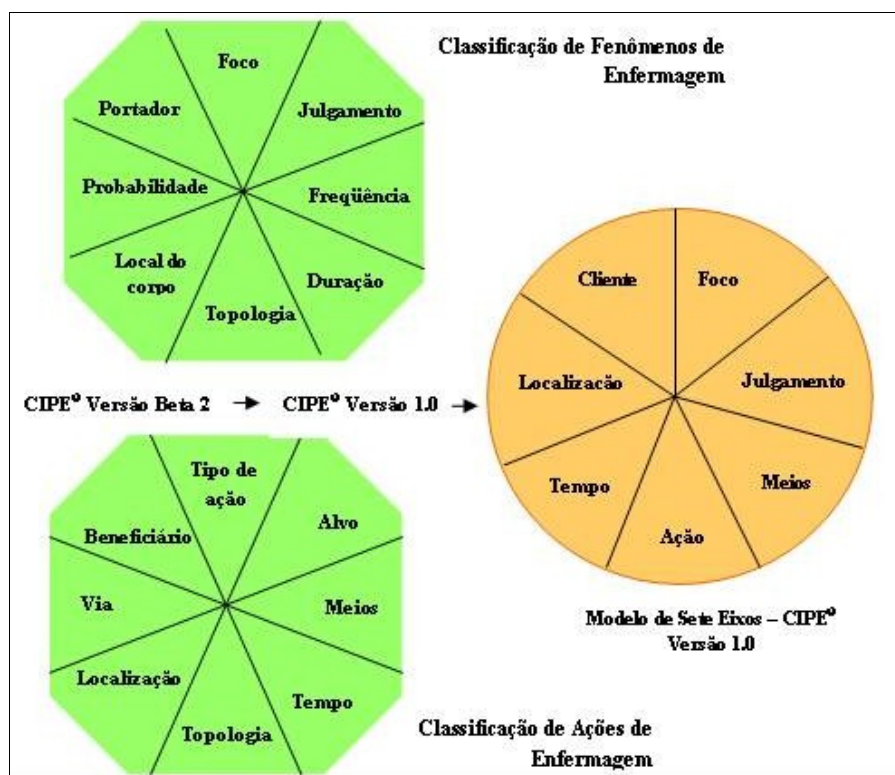 Classificação de Fenômenos de
Enfermagem
Foco
Portador
Julgamento
Probabilidade
Freqüência
Local do
corpo
Duração
Topologia
CIPE® Versão Beta 2
CIPE® Versão 1.0
Cliente
Foco
Localizacão
Julgamento
Tempo
Meios
Ação
Modelo de Sete Eixos – CIPE®
Versão 1.0
Tipo de
ação
Beneficiário
Alvo
Via
Meios
Localização
Tempo
Topologia
Classificação de Ações de
Enfermagem